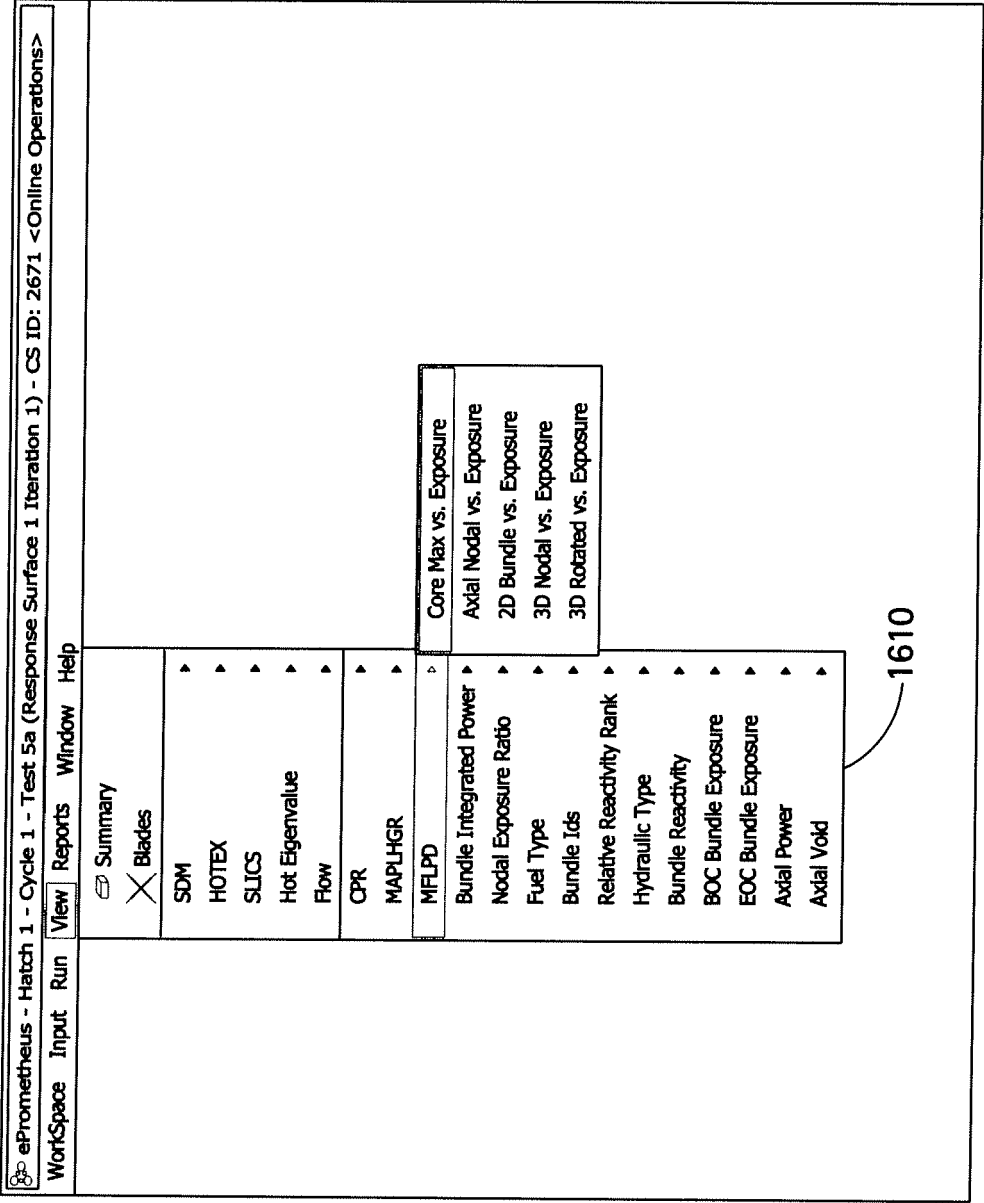 ePrometheus - Hatch 1 - Cycle 1 - Test 5a (Response Surface 1 Iteration 1) - CS ID: 2671 <Online Operations>
WorkSpace Input Run View Reports Window Help
Summary
Blades
SDM
HOTEX
SLICS
Hot Eigenvalue
Flow
CPR
MAPLHGR
MFLPD
Bundle Integrated Power
Nodal Exposure Ratio
Fuel Type
Bundle Ids
Relative Reactivity Rank
Hydraulic Type
Bundle Reactivity
BOC Bundle Exposure
EOC Bundle Exposure
Axial Power
Axial Void
Core Max vs. Exposure
Axial Nodal vs. Exposure
2D Bundle vs. Exposure
3D Nodal vs. Exposure
3D Rotated vs. Exposure
1610